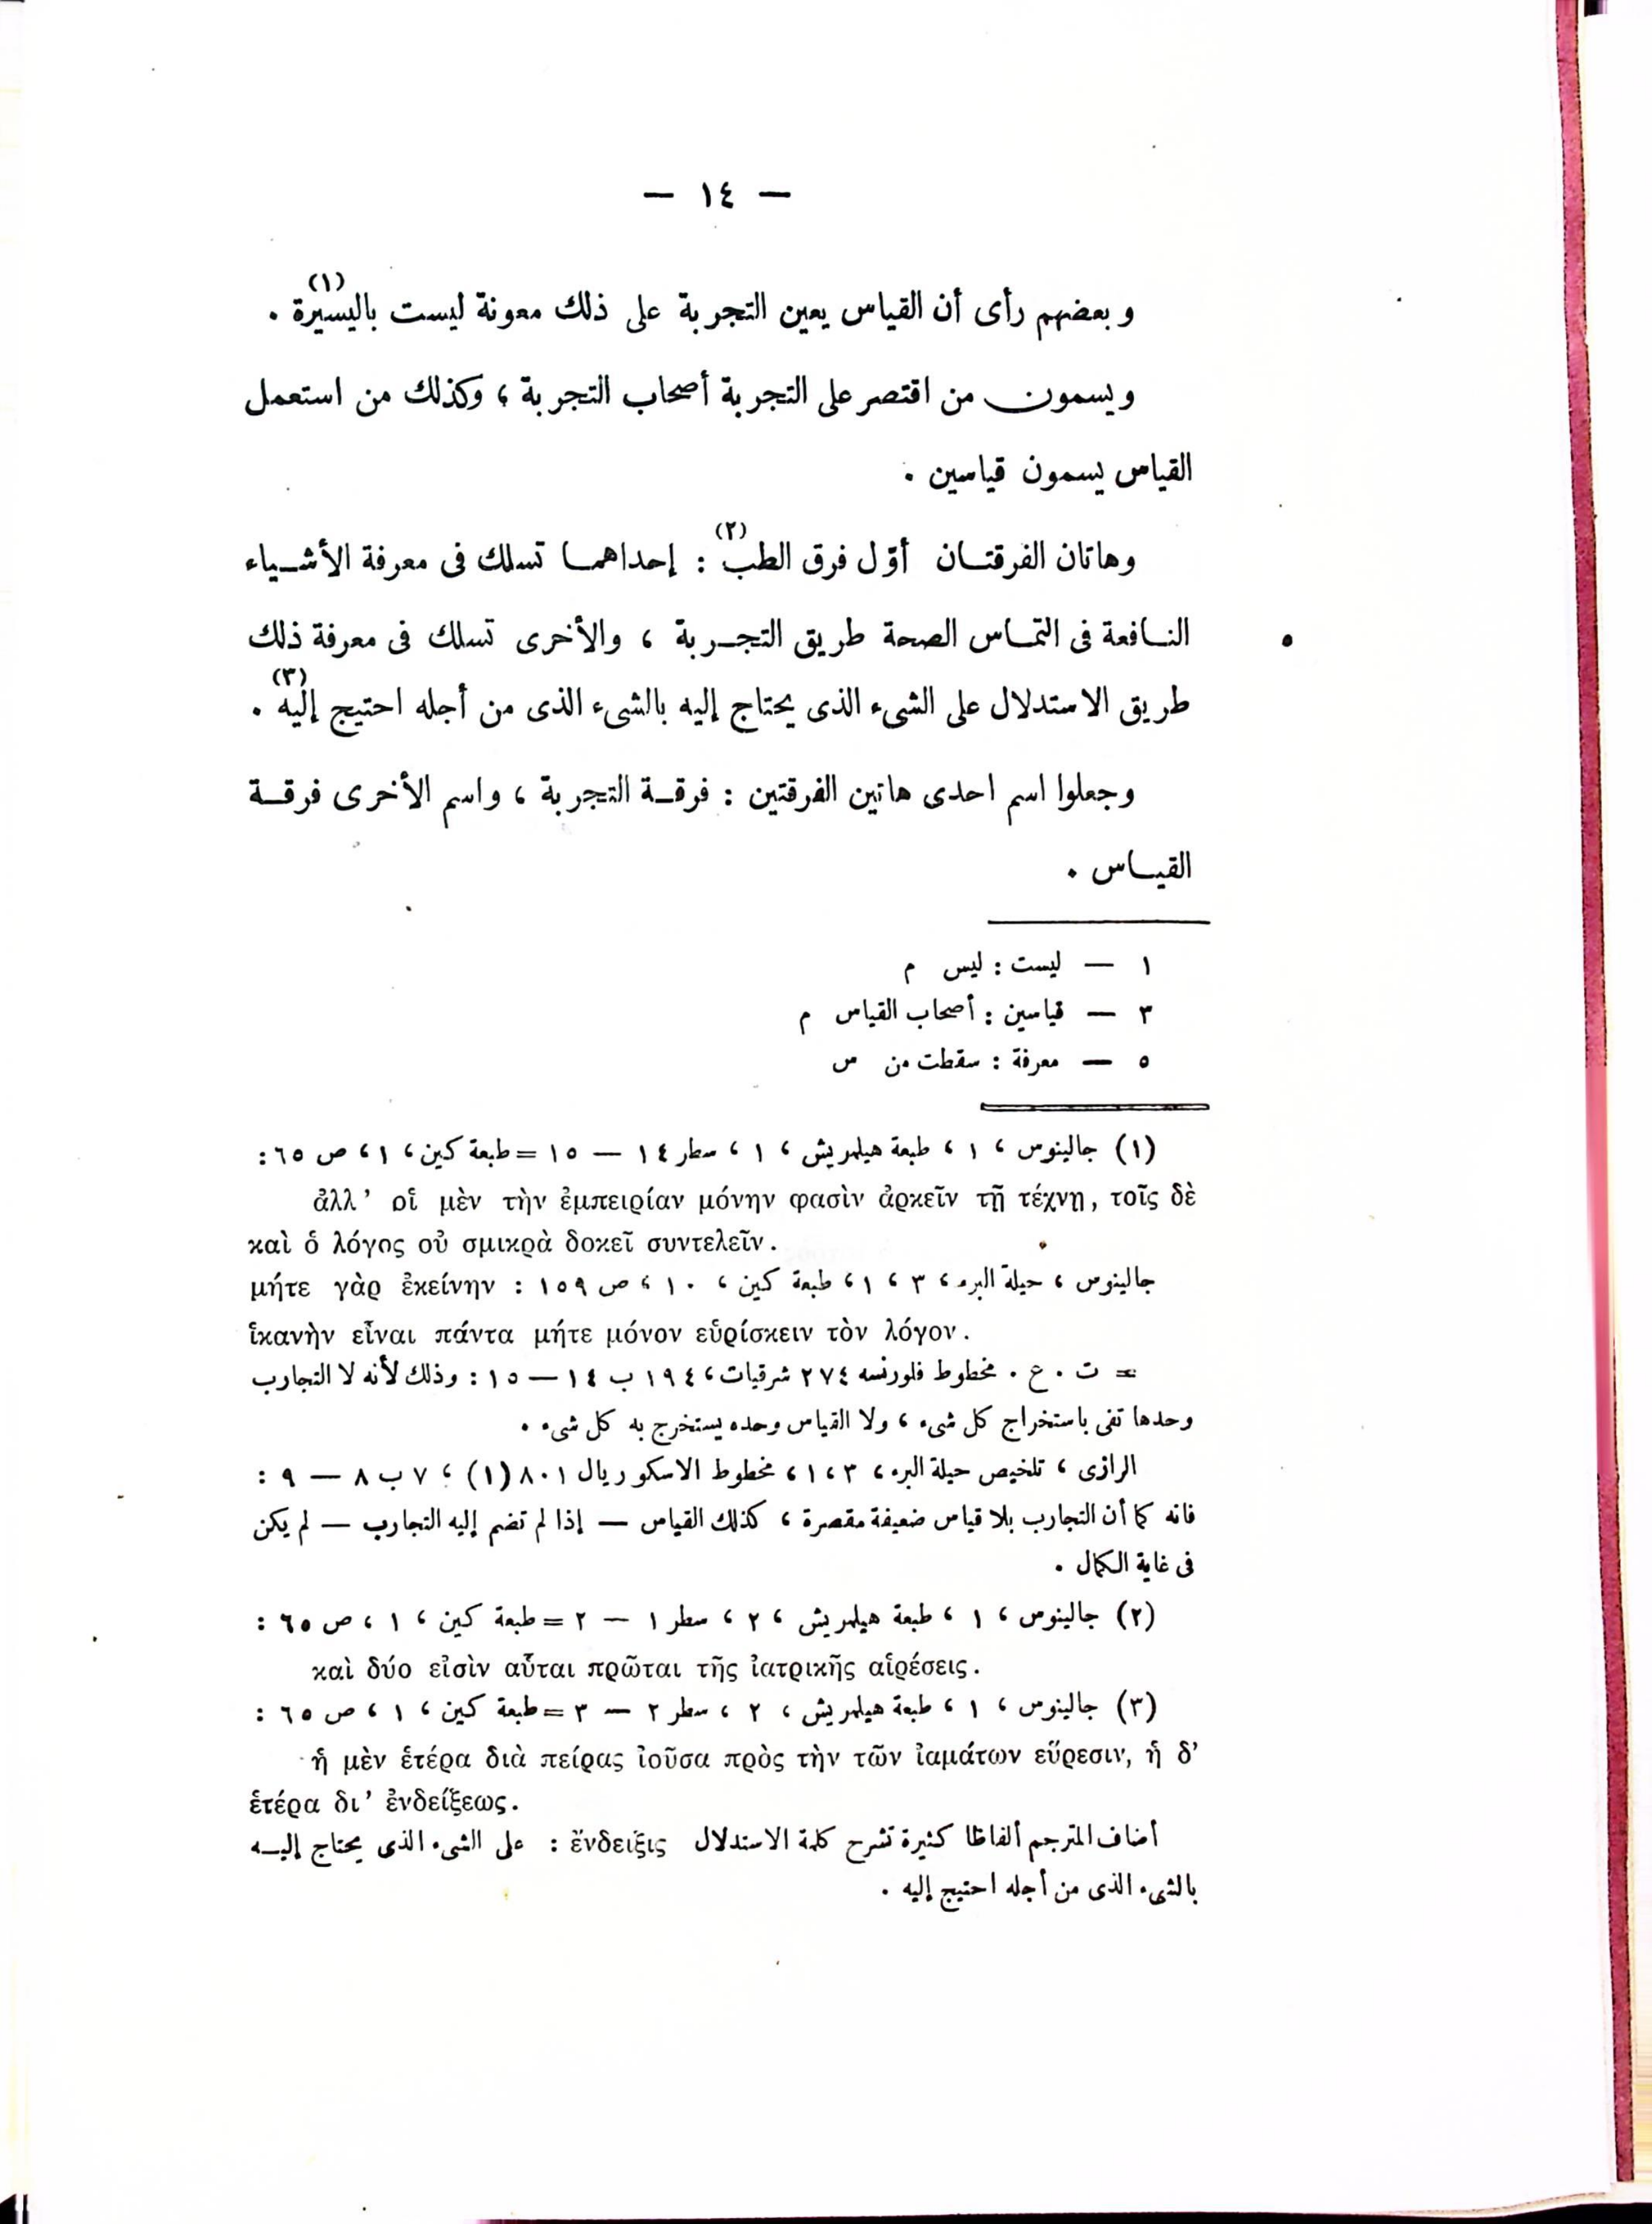 — ١٤ —
وبعضهم رأى أن القياس يعين التجربة على ذلك معونة ليست باليسيرة(١) .
ويسمون من اقتصر على التجربة أصحاب التجربة ، وكذلك من استعمل
القياس يسمون قياسين .
وهاتان الفرقتان أوّل فرق الطب(٢) : إحداهما تسلك فى معرفة الأشياء
النافعة فى التماس الصحة طريق التجربة ، والأخرى تسلك فى معرفة ذلك
٥
طريق الاستدلال على الشىء الذى يحتاج إليه بالشىء الذى من أجله احتيج إليه(٣) .
وجعلوا اسم احدى هاتين الفرقتين : فرقة التجربة ، واسم الأخرى فرقة
القياس .
١ — ليست : ليس م
٣ — قياسين : أصحاب القياس م
٥ — معرفة : سقطت من س
(١) جالينوس ، ١ ، طبعة هيلمريش ، ١ ، سطر ١٤ — ١٥ = طبعة كين ، ١ ، ص ٦٥ :
ἀλλ’ οἱ μὲν τὴν ἐμπειρίαν μόνην φασὶν ἀρκεῖν τῇ τέχνῃ, τοῖς δὲ
καὶ ὁ λόγος οὐ σμικρὰ δοκεῖ συντελεῖν.
جالينوس ، حيلة البرء ، ٣ ، ١ ، طبعة كين ، ١٠ ، ص ١٥٩ : μήτε γὰρ ἐκείνην
ἱκανὴν εἶναι πάντα μήτε μόνον εὑρίσκειν τὸν λόγον.
= ت . ع . مخطوط فلورنسه ٢٧٤ شرقيات ، ١٩٤ ب ١٤ — ١٥ : وذلك لأنه لا التجارب
وحدها تفى باستخراج كل شىء ، ولا القياس وحده يستخرج به كل شىء .
الرازى ، تلخيص حيلة البرء ، ٣ ، ١ ، مخطوط الاسكوريال ٨٠١ (١) ، ٧ ب ٨ — ٩ :
فانه كما أن التجارب بلا قياس ضعيفة مقصرة ، كذلك القياس — إذا لم تضم إليه التجارب — لم يكن
فى غاية الكمال .
(٢) جالينوس ، ١ ، طبعة هيلمريش ، ٢ ، سطر ١ — ٢ = طبعة كين ، ١ ، ص ٦٥ :
καὶ δύο εἰσὶν αὗται πρῶται τῆς ἰατρικῆς αἱρέσεις.
(٣) جالينوس ، ١ ، طبعة هيلمريش ، ٢ ، سطر ٢ — ٣ = طبعة كين ، ١ ، ص ٦٥ :
ἡ μὲν ἑτέρα διὰ πείρας ἰοῦσα πρὸς τὴν τῶν ἰαμάτων εὕρεσιν, ἡ δ’
ἑτέρα δι’ ἐνδείξεως.
أضاف المترجم ألفاظا كثيرة تشرح كلمة الاستدلال ἔνδειξις : على الشىء الذى يحتاج إليه
بالشىء الذى من أجله احتيج إليه .